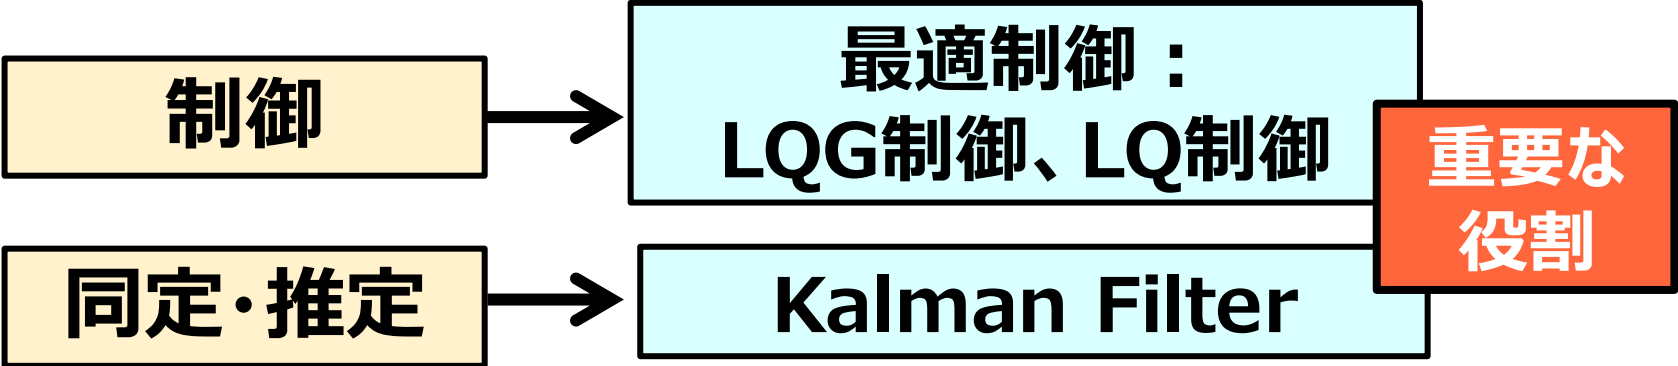 制御
最適制御：
LQG制御、LQ制御
重要な
役割
同定・推定
Kalman Filter